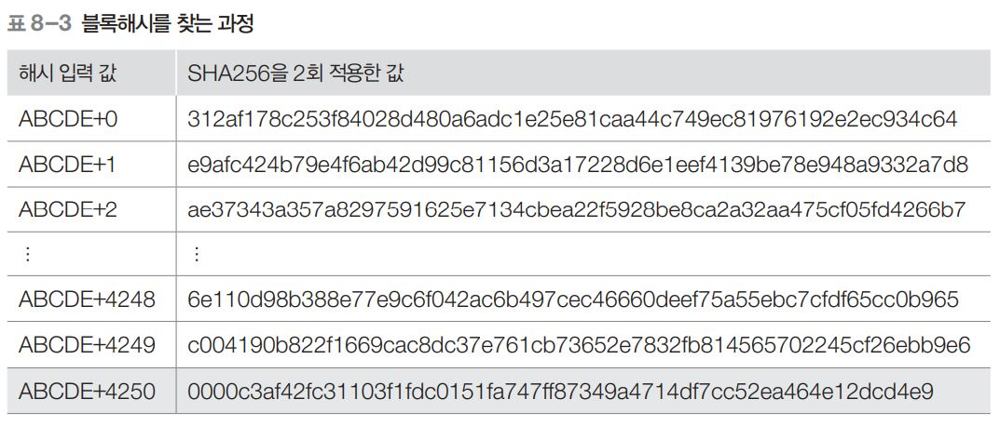 표 8-3 블록해시를 찾는 과정
해시 입력 값 SHA256을 2회 적용한 값
ABCDE+0 312af178c253f84028d480a6adc1e25e81caa44c749ec81976192e2ec934c64
ABCDE+1 e9afc424b79e4f6ab42d99c81156d3a17228d6e1eef4139be78e948a9332a7d8
ABCDE+2 ae37343a357a8297591625e7134cbea22f5928be8ca2a32aa475cf05fd4266b7
⋮ ⋮
ABCDE+4248 6e110d98b388e77e9c6f042ac6b497cec46660deef75a55ebc7cfdf65cc0b965
ABCDE+4249 c004190b822f1669cac8dc37e761cb73652e7832fb814565702245cf26ebb9e6
ABCDE+4250 0000c3af42fc31103f1fdc0151fa747ff87349a4714df7cc52ea464e12dcd4e9